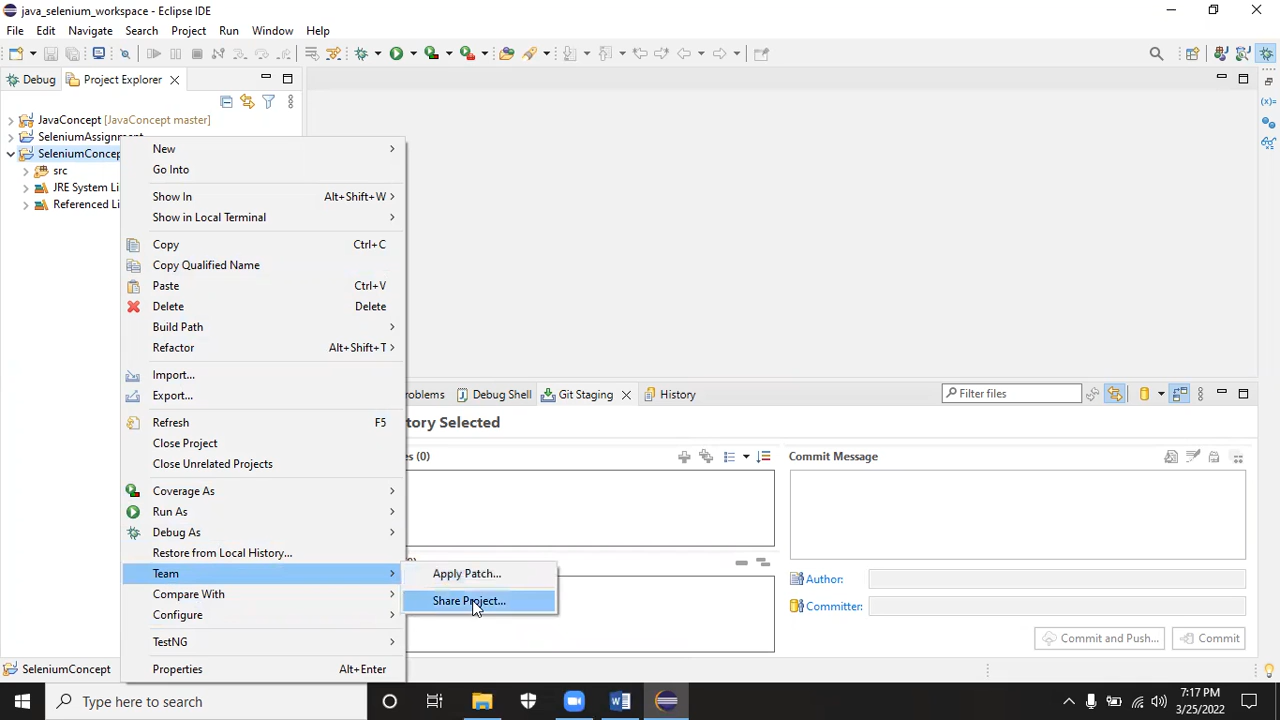 java_selenium_workspace - Eclipse IDE
File Edit Navigate Search Project Run Window Help
Debug Project Explorer
JavaConcept [JavaConcept master]
SeleniumAssignment
SeleniumConcep
src
JRE System Li
Referenced Li
New
Go Into
Show In Alt+Shift+W
Show in Local Terminal
Copy Ctrl+C
Copy Qualified Name
Paste Ctrl+V
Delete Delete
Build Path
Refactor Alt+Shift+T
Import...
Export...
Refresh F5
Close Project
Close Unrelated Projects
Coverage As
Run As
Debug As
Restore from Local History...
Team
Compare With
Configure
TestNG
Properties Alt+Enter
Apply Patch...
Share Project...
oblems Debug Shell Git Staging History Filter files
tory Selected
es (0)
Commit Message
Author:
Committer:
Commit and Push... Commit
SeleniumConcept
Type here to search
7:17 PM
3/25/2022